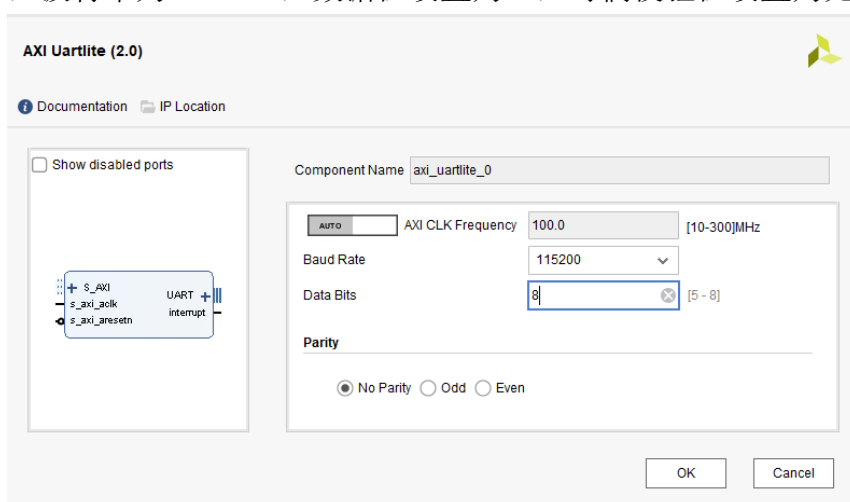 AXI Uartlite (2.0)
Documentation IP Location
Show disabled ports
Component Name axi_uartlite_0
AUTO AXI CLK Frequency 100.0 [10-300]MHz
Baud Rate 115200
Data Bits 8 [5 - 8]
S_AXI
s_axi_aclk
s_axi_aresetn
UART
interrupt
Parity
No Parity Odd Even
OK Cancel